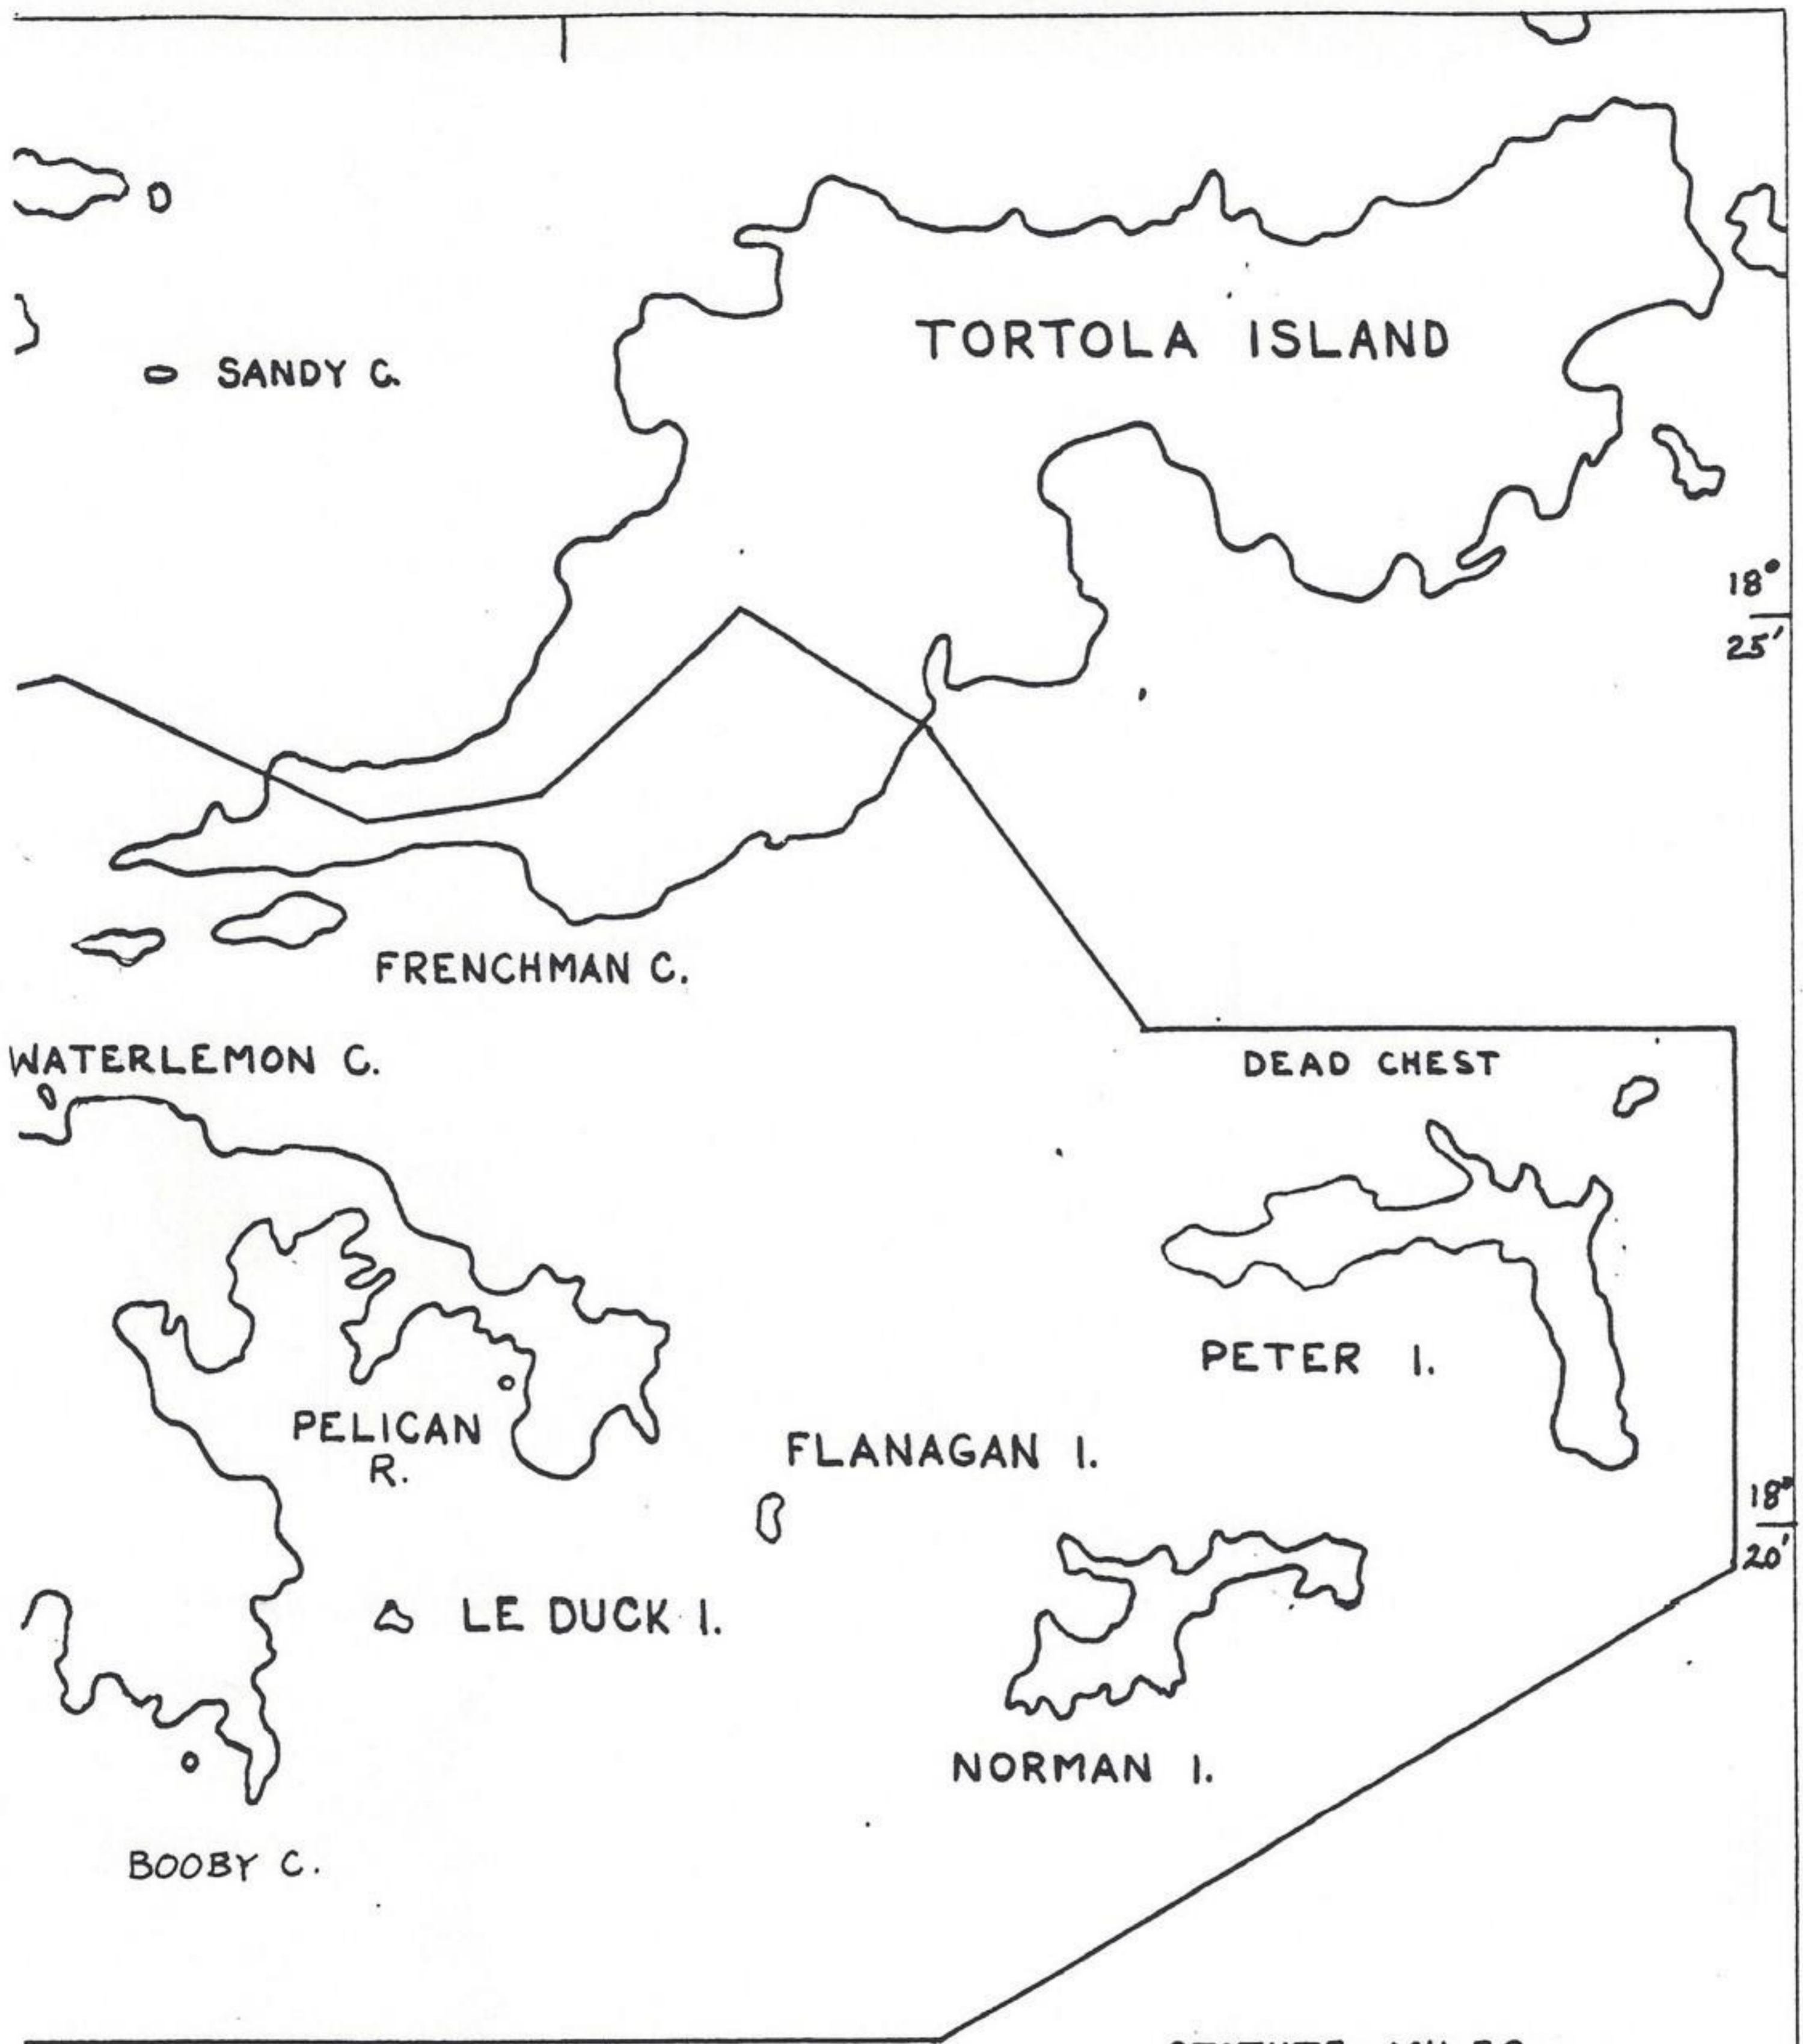 TORTOLA ISLAND
SANDY C.
18°
25'
FRENCHMAN C.
WATERLEMON C.
DEAD CHEST
PETER I.
PELICAN
R.
FLANAGAN I.
18°
20'
LE DUCK I.
NORMAN I.
BOOBY C.